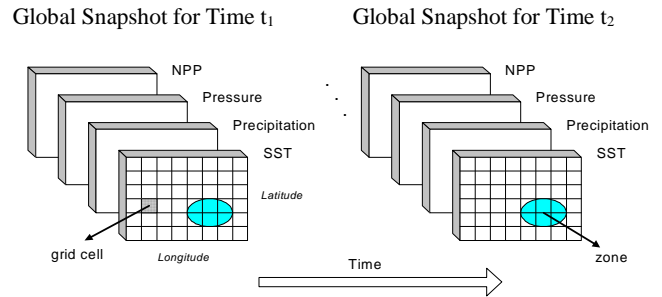 Global Snapshot for Time t₁
Global Snapshot for Time t₂
NPP
Pressure
Precipitation
SST
Latitude
grid cell
Longitude
NPP
Pressure
Precipitation
SST
zone
Time